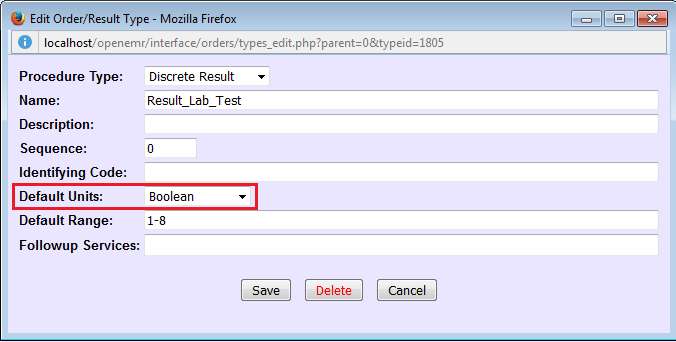 Edit Order/Result Type - Mozilla Firefox
localhost/openemr/interface/orders/types_edit.php?parent=0&typeid=1805
Procedure Type: Discrete Result
Name: Result_Lab_Test
Description:
Sequence: 0
Identifying Code:
Default Units: Boolean
Default Range: 1-8
Followup Services:
Save Delete Cancel